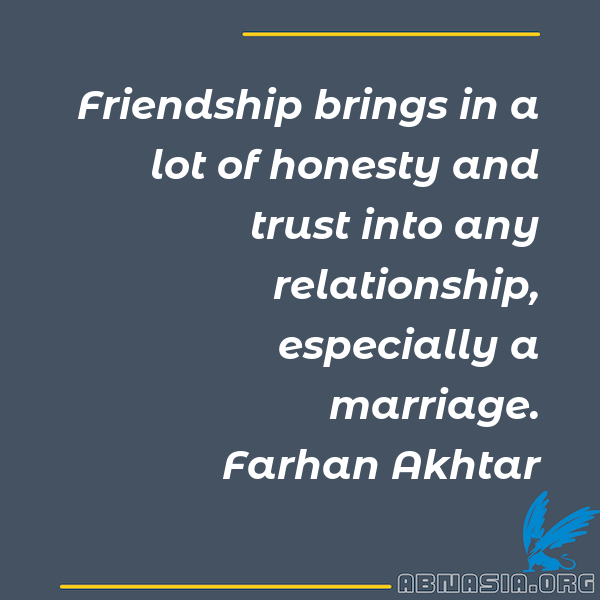 Friendship brings in a
lot of honesty and
trust into any
relationship,
especially a
marriage.
Farhan Akhtar
ABNASIA.ORG